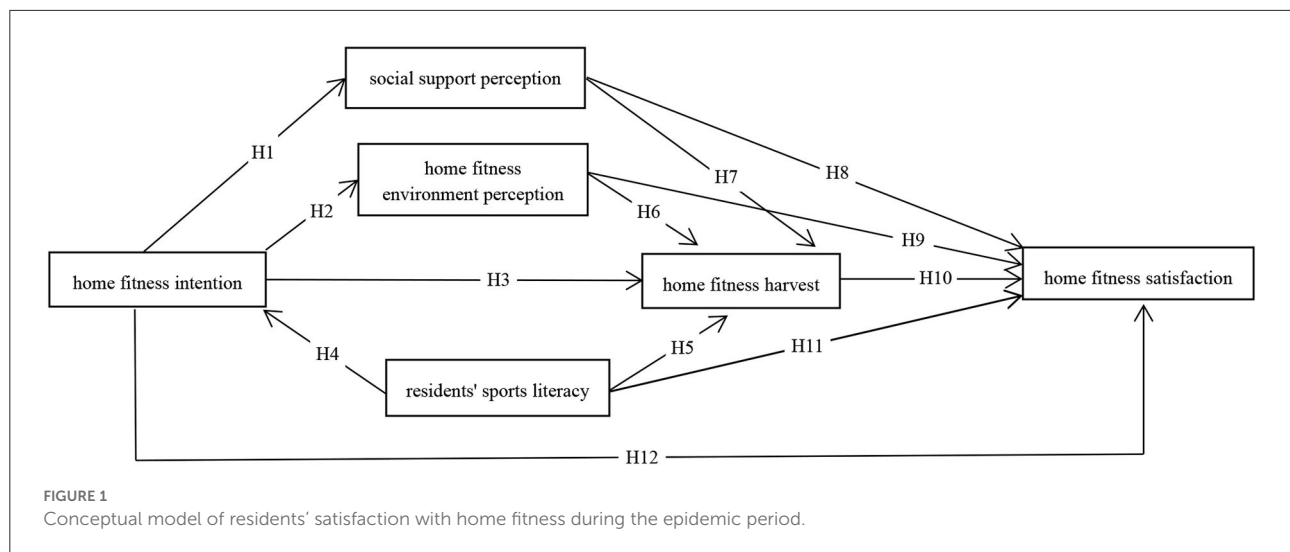 social support perception
H1
H8
H7
home fitness
environment perception
H2
H6
H9
home fitness intention
H3
home fitness harvest
H10
home fitness satisfaction
H4
H5
H11
residents' sports literacy
H12
FIGURE 1
Conceptual model of residents' satisfaction with home fitness during the epidemic period.